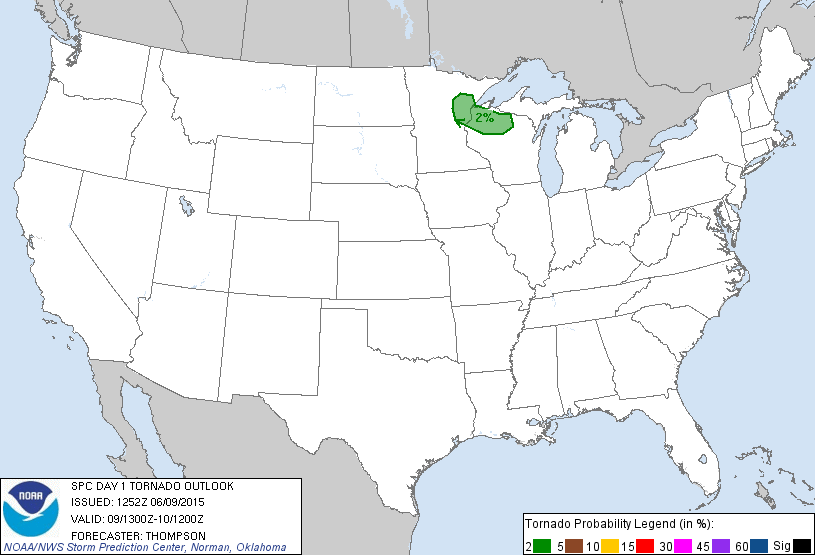 2%
NOAA
SPC DAY 1 TORNADO OUTLOOK
ISSUED: 1252Z 06/09/2015
VALID: 09/1300Z-10/1200Z
FORECASTER: THOMPSON
NOAA/NWS Storm Prediction Center, Norman, Oklahoma
Tornado Probability Legend (in %):
2 5 10 15 30 45 60 Sig